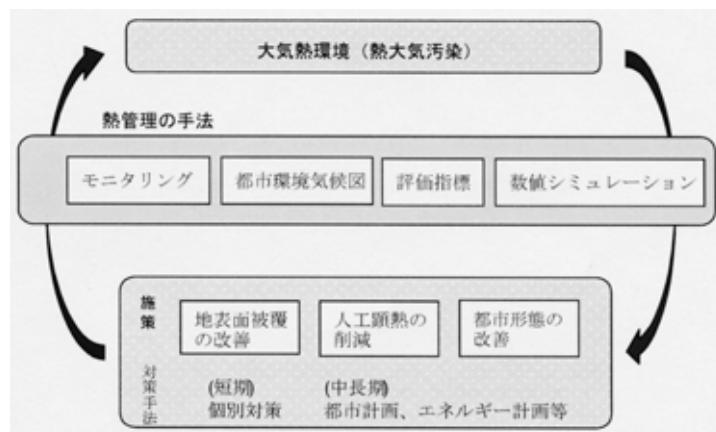 大気熱環境（熱大気汚染）
熱管理の手法
モニタリング
都市環境気候図
評価指標
数値シミュレーション
施策
地表面被覆
の改善
人工顕熱の
削減
都市形態の
改善
対策手法
(短期)
個別対策
(中長期)
都市計画、エネルギー計画等